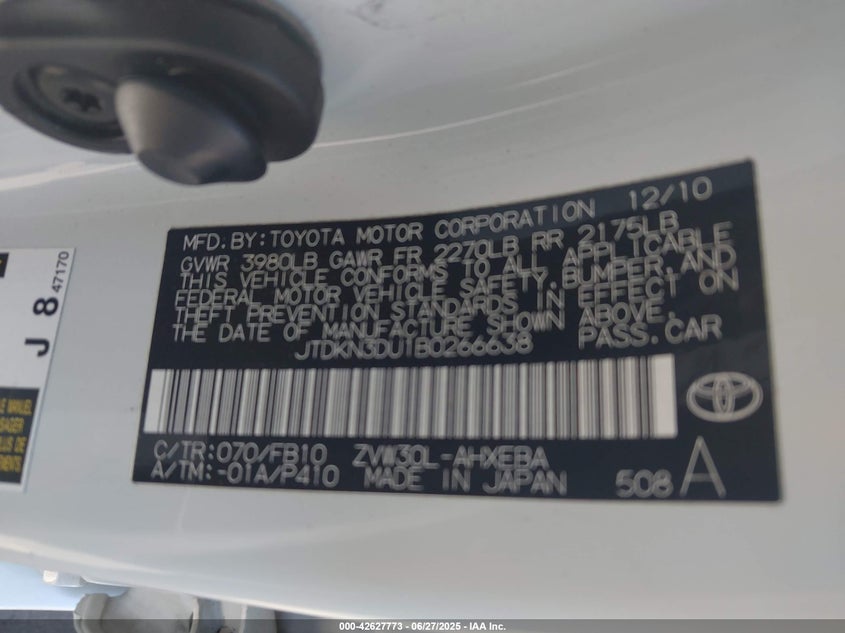 MFD. BY: TOYOTA MOTOR CORPORATION 12/10
GVWR 3980LB GAWR FR 2270LB RR 2175LB
THIS VEHICLE CONFORMS TO ALL APPLICABLE
FEDERAL MOTOR VEHICLE SAFETY, BUMPER, AND
THEFT PREVENTION STANDARDS IN EFFECT ON
THE DATE OF MANUFACTURE SHOWN ABOVE.
JTDKN3DU1B0266638 PASS. CAR
C/TR: 070/FB10 ZVW30L-AHXEBA
A/TM: -01A/P410 MADE IN JAPAN 508 A
J 8
47170
MANUEL
PLUS DE
000-42627773 | 06/27/2025 - IAA Inc.